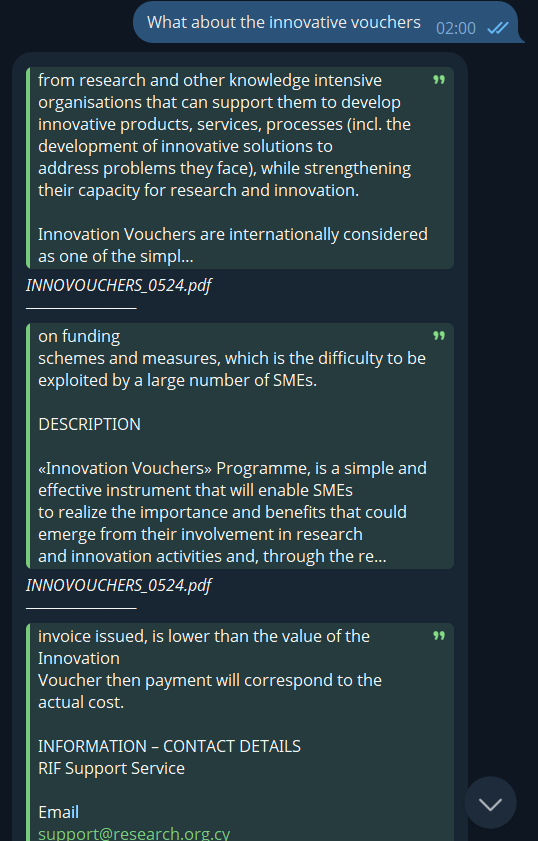 What about the innovative vouchers
02:00
from research and other knowledge intensive
organisations that can support them to develop
innovative products, services, processes (incl. the
development of innovative solutions to
address problems they face), while strengthening
their capacity for research and innovation.
Innovation Vouchers are internationally considered
as one of the simpl...
INNOVOUCHERS_0524.pdf
on funding
schemes and measures, which is the difficulty to be
exploited by a large number of SMEs.
DESCRIPTION
«Innovation Vouchers» Programme, is a simple and
effective instrument that will enable SMEs
to realize the importance and benefits that could
emerge from their involvement in research
and innovation activities and, through the re...
INNOVOUCHERS_0524.pdf
invoice issued, is lower than the value of the
Innovation
Voucher then payment will correspond to the
actual cost.
INFORMATION – CONTACT DETAILS
RIF Support Service
Email
support@research.org.cy